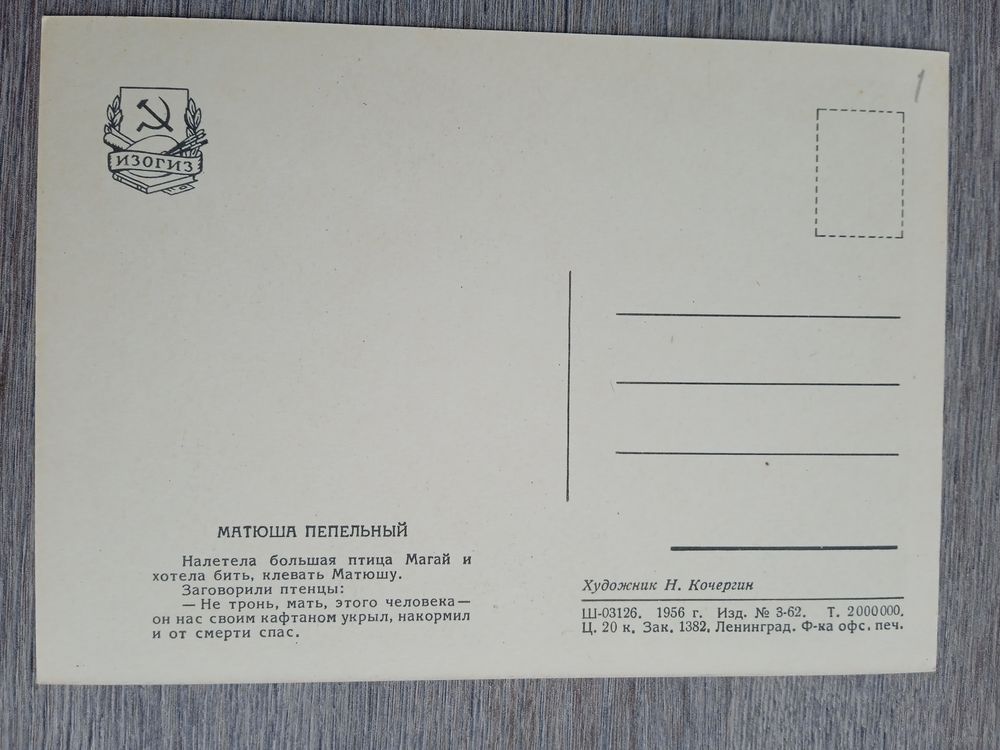 ИЗОГИЗ
1
МАТЮША ПЕПЕЛЬНЫЙ
Налетела большая птица Магай и
хотела бить, клевать Матюшу.
Заговорили птенцы:
— Не тронь, мать, этого человека —
он нас своим кафтаном укрыл, накормил
и от смерти спас.
Художник Н. Кочергин
Ш-03126. 1956 г. Изд. № 3-62. Т. 2000000.
Ц. 20 к. Зак. 1382. Ленинград. Ф-ка офс. печ.